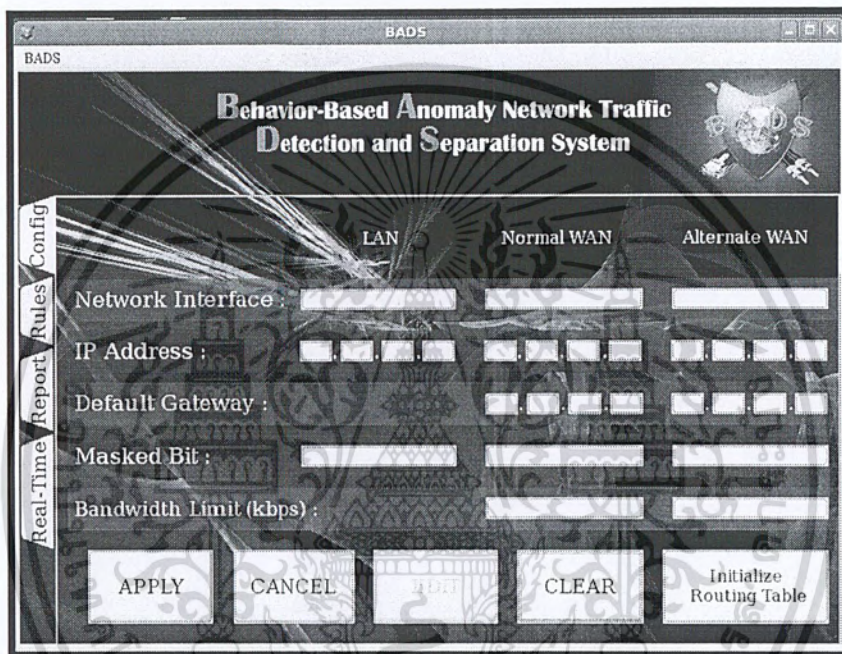 BADS
BADS
Behavior-Based Anomaly Network Traffic
Detection and Separation System
B DS
Config
Rules
Report
Real-Time
LAN Normal WAN Alternate WAN
Network Interface :
IP Address :
Default Gateway :
Masked Bit :
Bandwidth Limit (kbps) :
APPLY CANCEL EDIT CLEAR Initialize
Routing Table